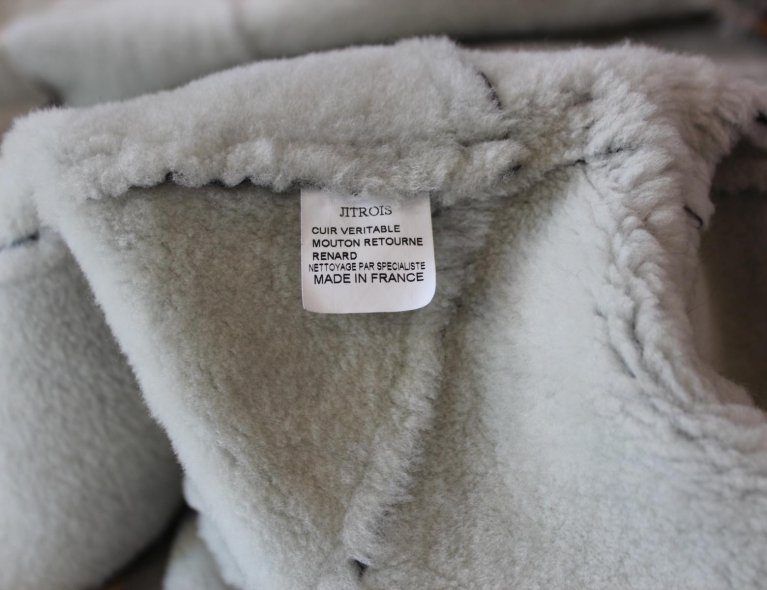 JITROIS
CUIR VERITABLE
MOUTON RETOURNE
RENARD
NETTOYAGE PAR SPECIALISTE
MADE IN FRANCE